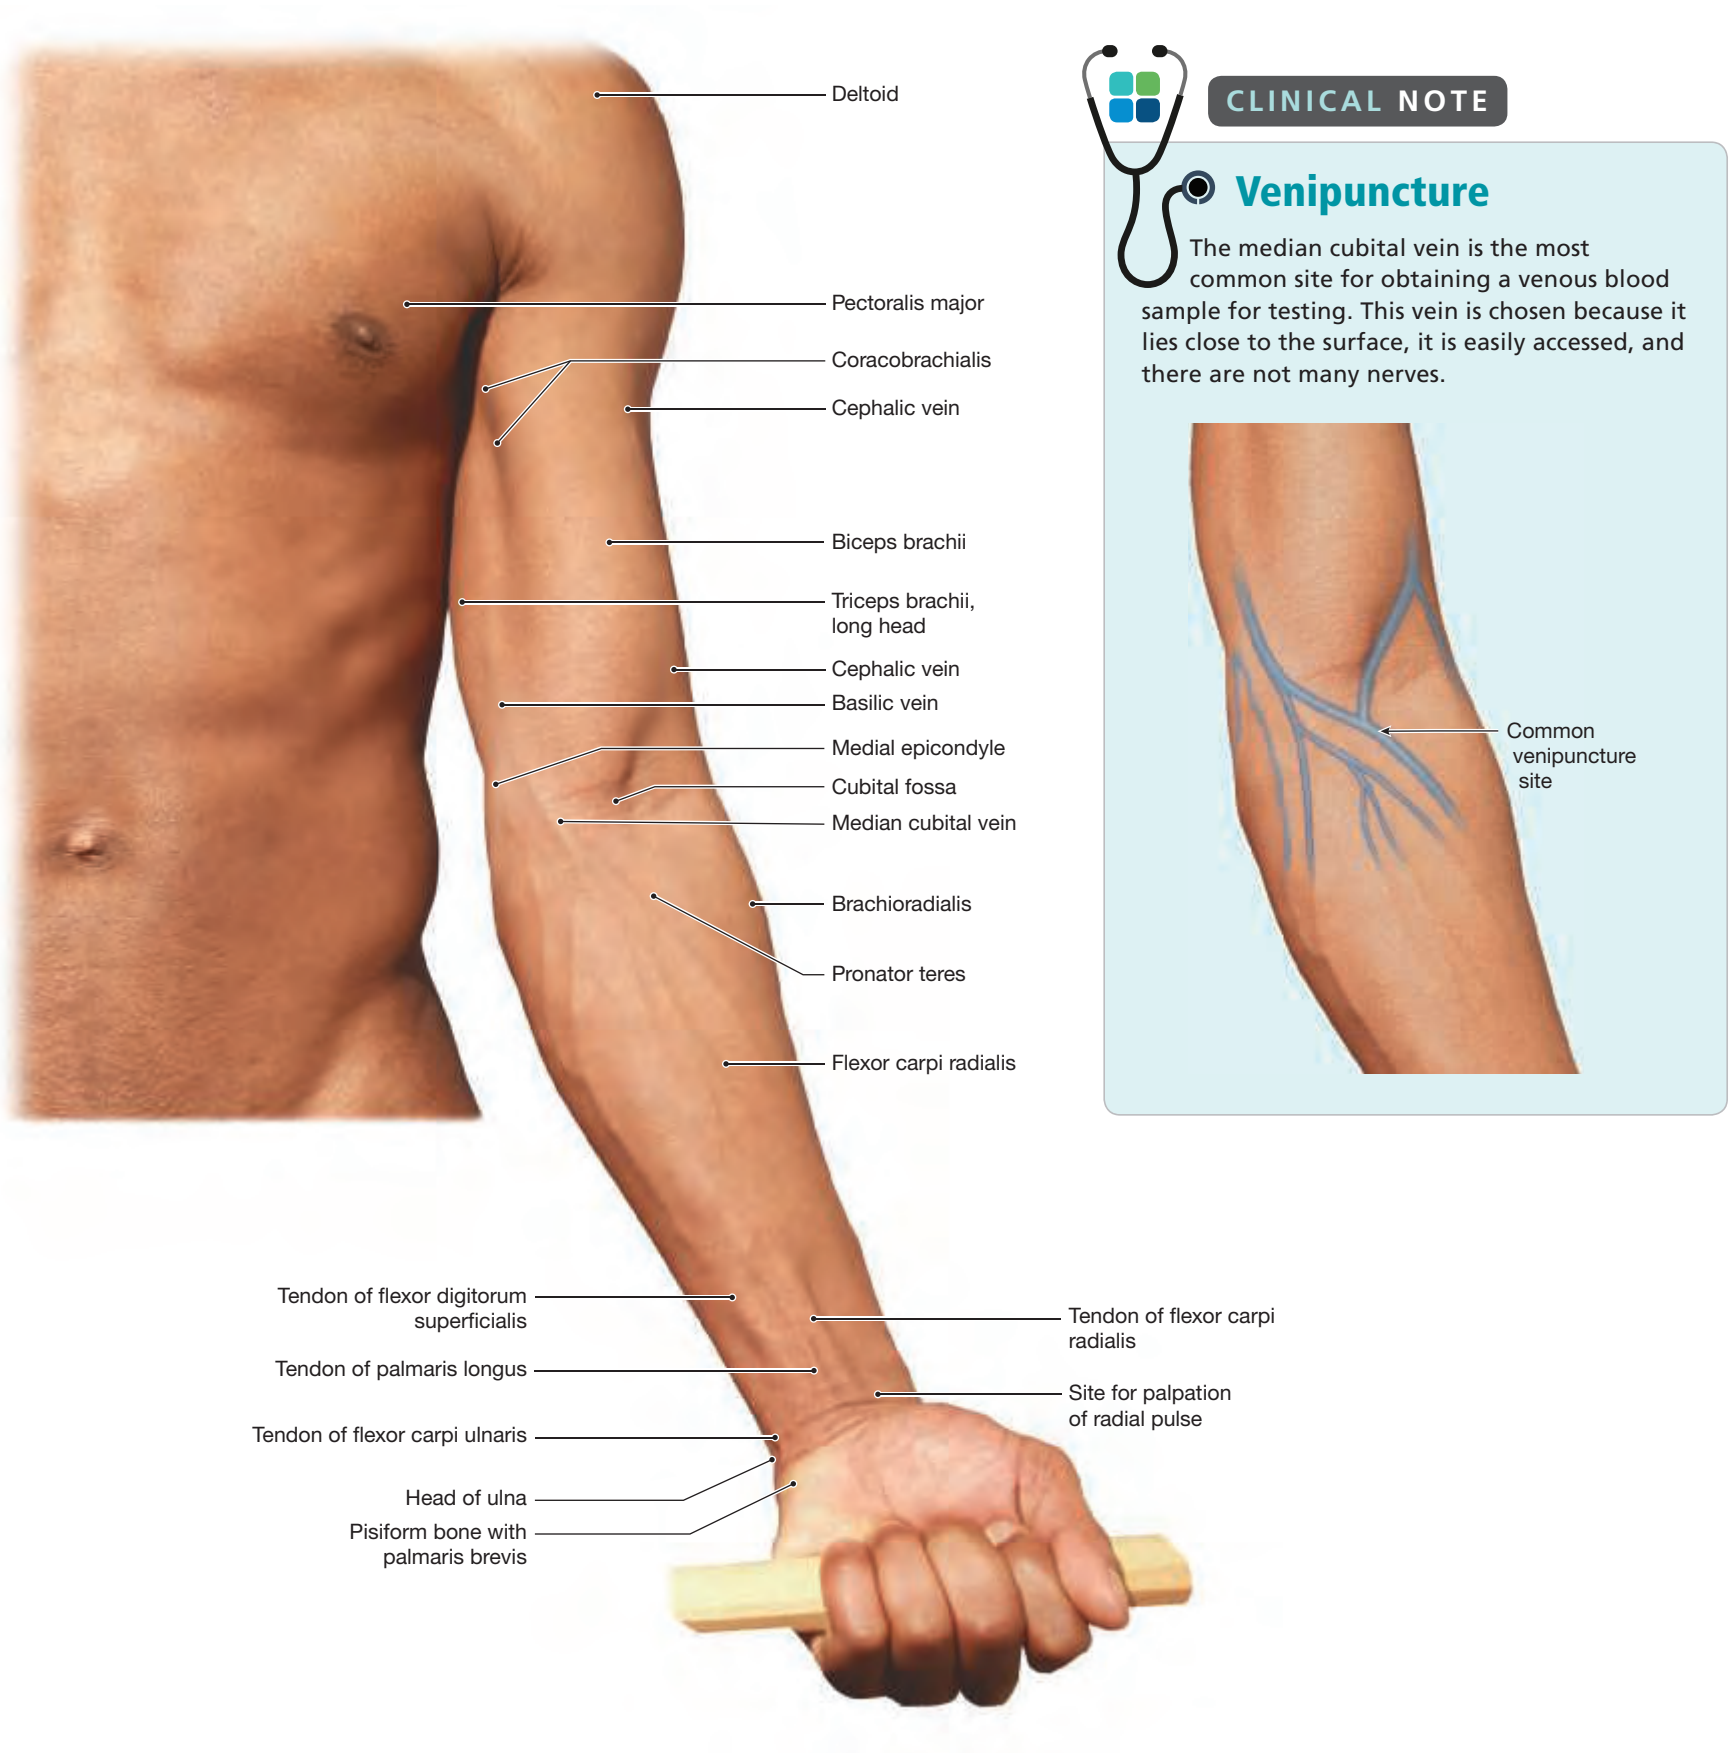 Deltoid
Pectoralis major
Coracobrachialis
Cephalic vein
Biceps brachii
Triceps brachii,
long head
Cephalic vein
Basilic vein
Medial epicondyle
Cubital fossa
Median cubital vein
Brachioradialis
Pronator teres
Flexor carpi radialis
Tendon of flexor digitorum
superficialis
Tendon of palmaris longus
Tendon of flexor carpi ulnaris
Head of ulna
Pisiform bone with
palmaris brevis
Tendon of flexor carpi
radialis
Site for palpation
of radial pulse
CLINICAL NOTE
Venipuncture
The median cubital vein is the most
common site for obtaining a venous blood
sample for testing. This vein is chosen because it
lies close to the surface, it is easily accessed, and
there are not many nerves.
Common
venipuncture
site